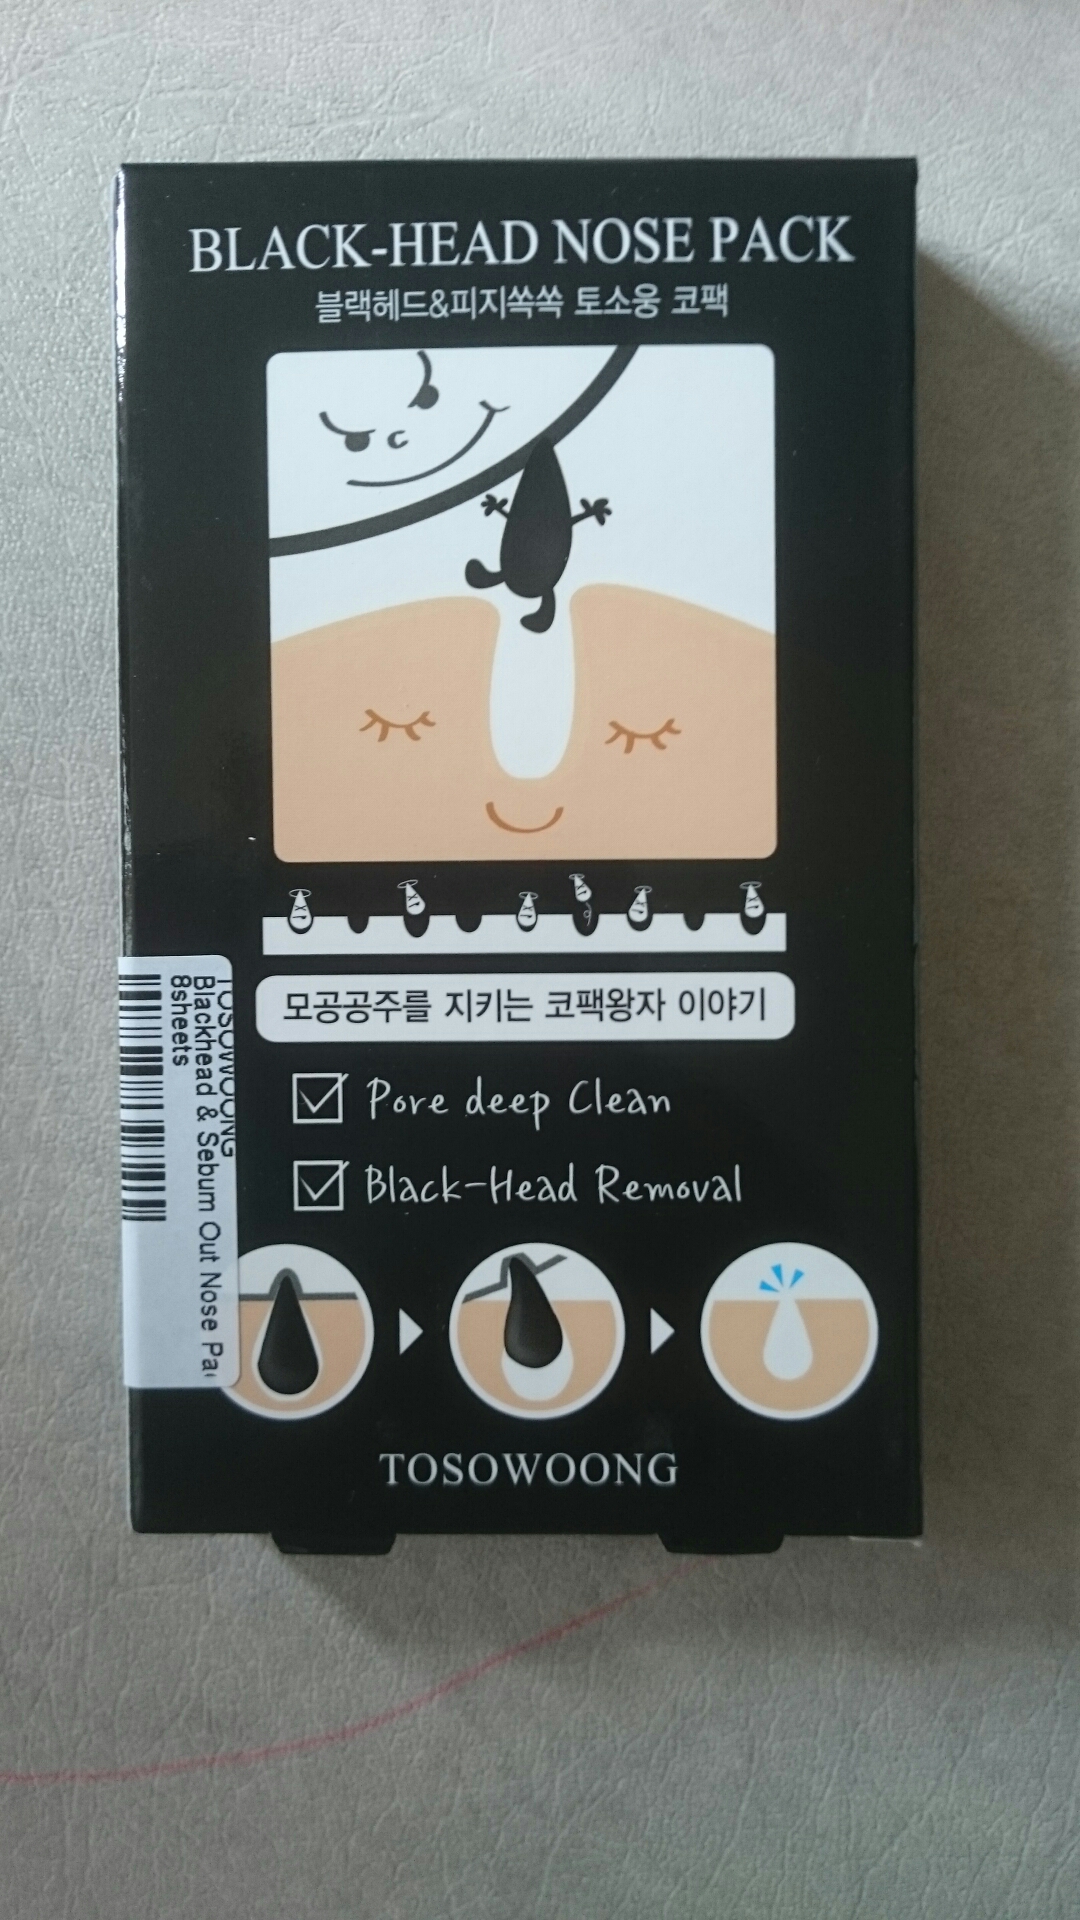 BLACK-HEAD NOSE PACK
블랙헤드&피지쏙쏙 토소웅 코팩
모공공주를 지키는 코팩왕자 이야기
Pore deep Clean
Black-Head Removal
TOSOWOONG
Blackhead & Sebum Out Nose
8sheets
TOSOWOONG